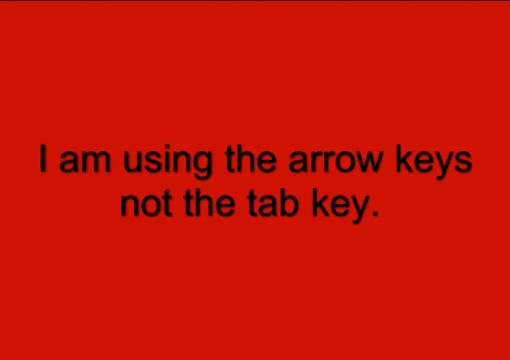 I am using the arrow keys
not the tab key.